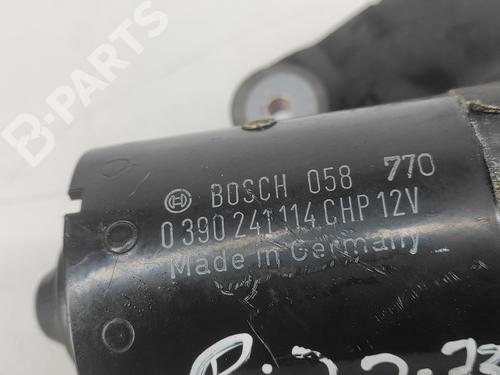 B-PARTS
BOSCH 058 770
0 390 241 114 CHP 12V
Made in Germany